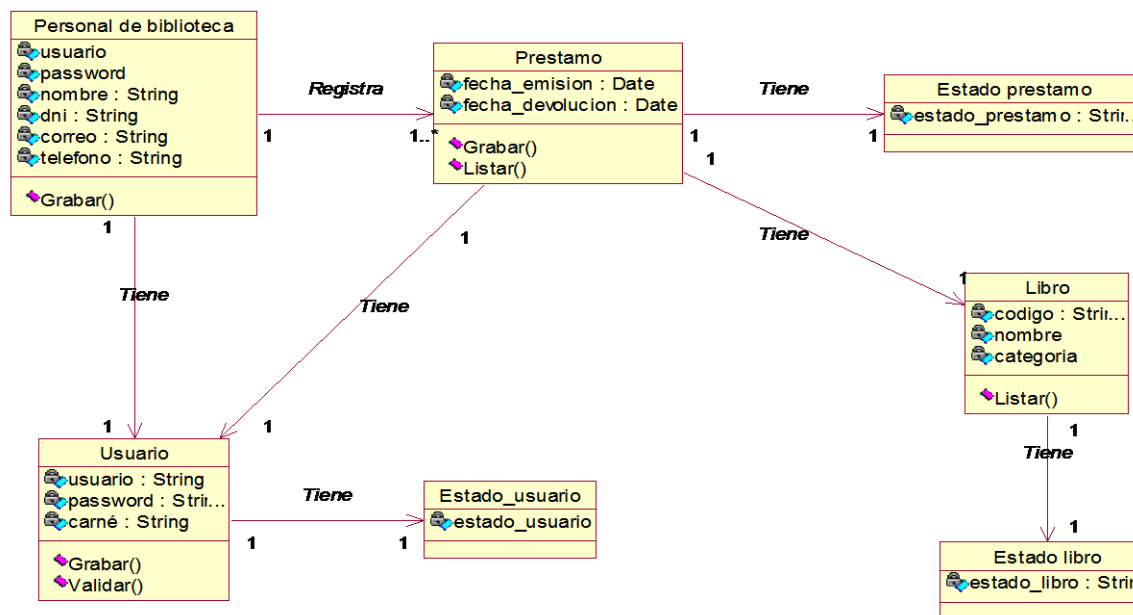 Personal de biblioteca
usuario
password
nombre : String
dni : String
correo : String
telefono : String
Grabar()
1
Registra
1..*
Prestamo
fecha_emision : Date
fecha_devolucion : Date
Grabar()
Listar()
1
Tiene
1
Estado prestamo
estado_prestamo : Strin...
1
Tiene
1
1
Tiene
1
1
Tiene
1
Libro
codigo : Strin...
nombre
categoria
Listar()
1
Tiene
1
Estado libro
estado_libro : Strin
Usuario
usuario : String
password : Strin...
carné : String
Grabar()
Validar()
1
Tiene
1
Estado_usuario
estado_usuario